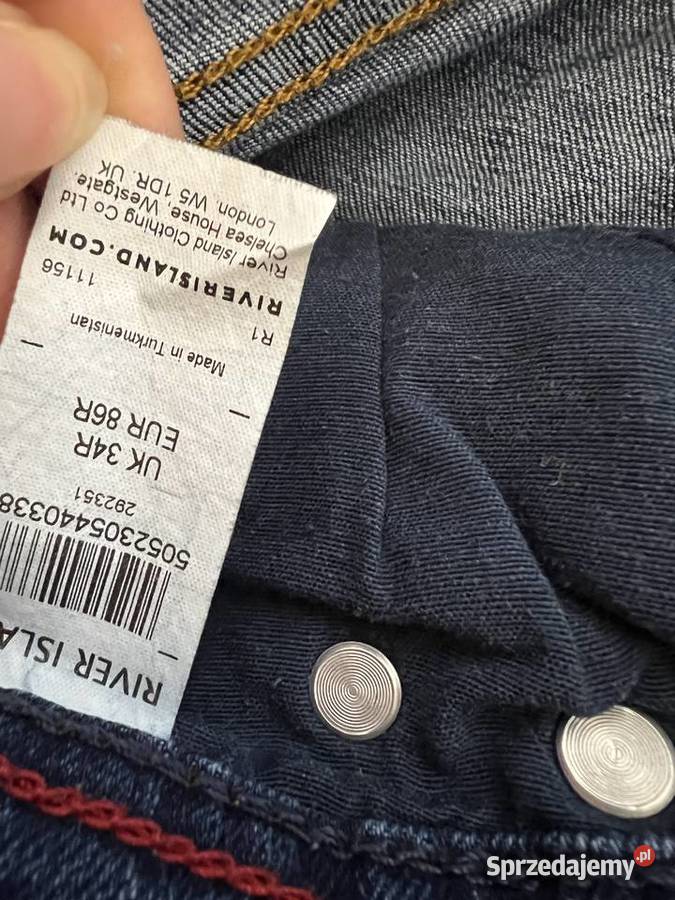 RIVER ISLA
5052305440338
292351
UK 34R
EUR 86R
Made in Turkmenistan
R1
11156
RIVERISLAND.COM
River Island Clothing Co Ltd
Chelsea House, Westgate.
London. W5 1DR. UK
Sprzedajemy.pl